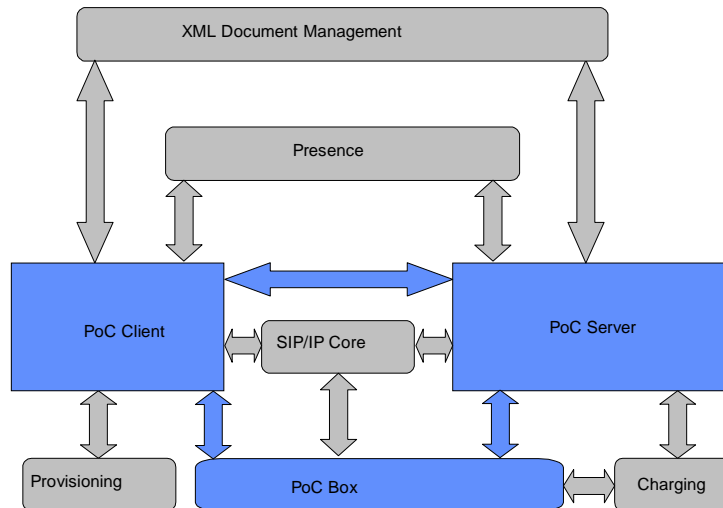 XML Document Management
Presence
PoC Client
PoC Server
SIP/IP Core
Provisioning
PoC Box
Charging